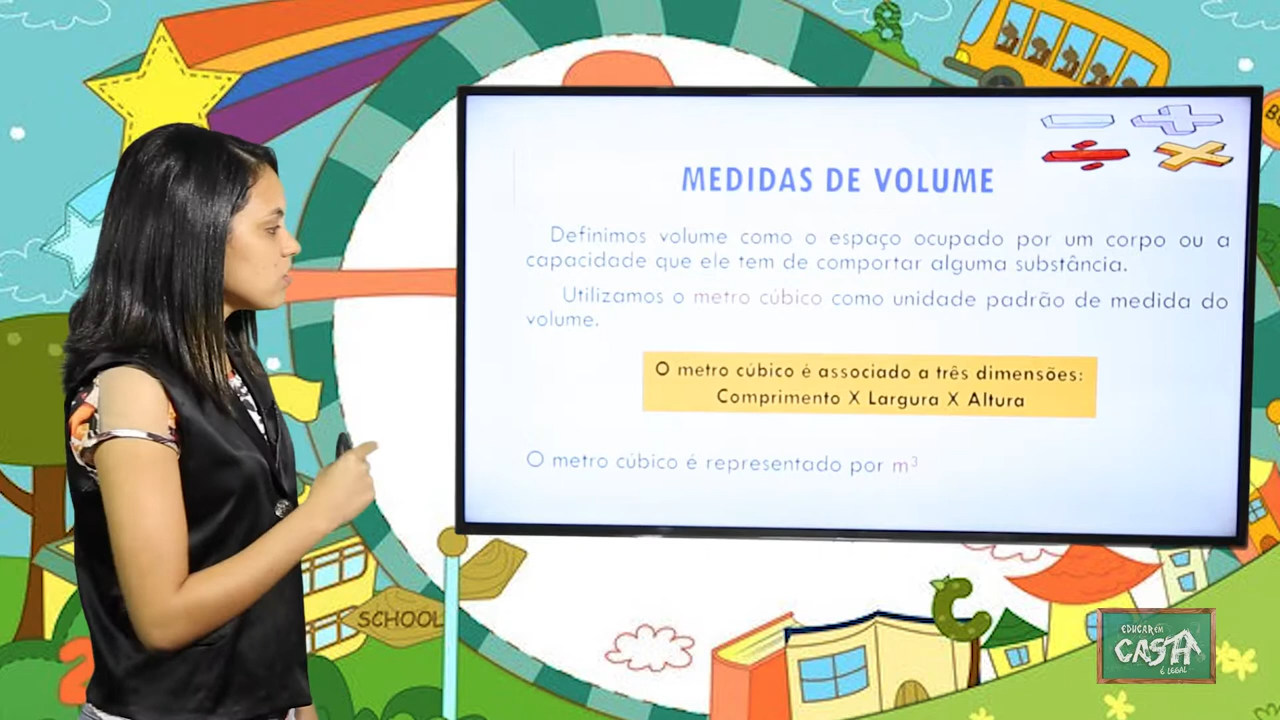 MEDIDAS DE VOLUME
Definimos volume como o espaço ocupado por um corpo ou a
capacidade que ele tem de comportar alguma substância.
Utilizamos o metro cúbico como unidade padrão de medida do
volume.
O metro cúbico é associado a três dimensões:
Comprimento X Largura X Altura
O metro cúbico é representado por m³
SCHOOL
EDUCAR EM
CASA
É LEGAL